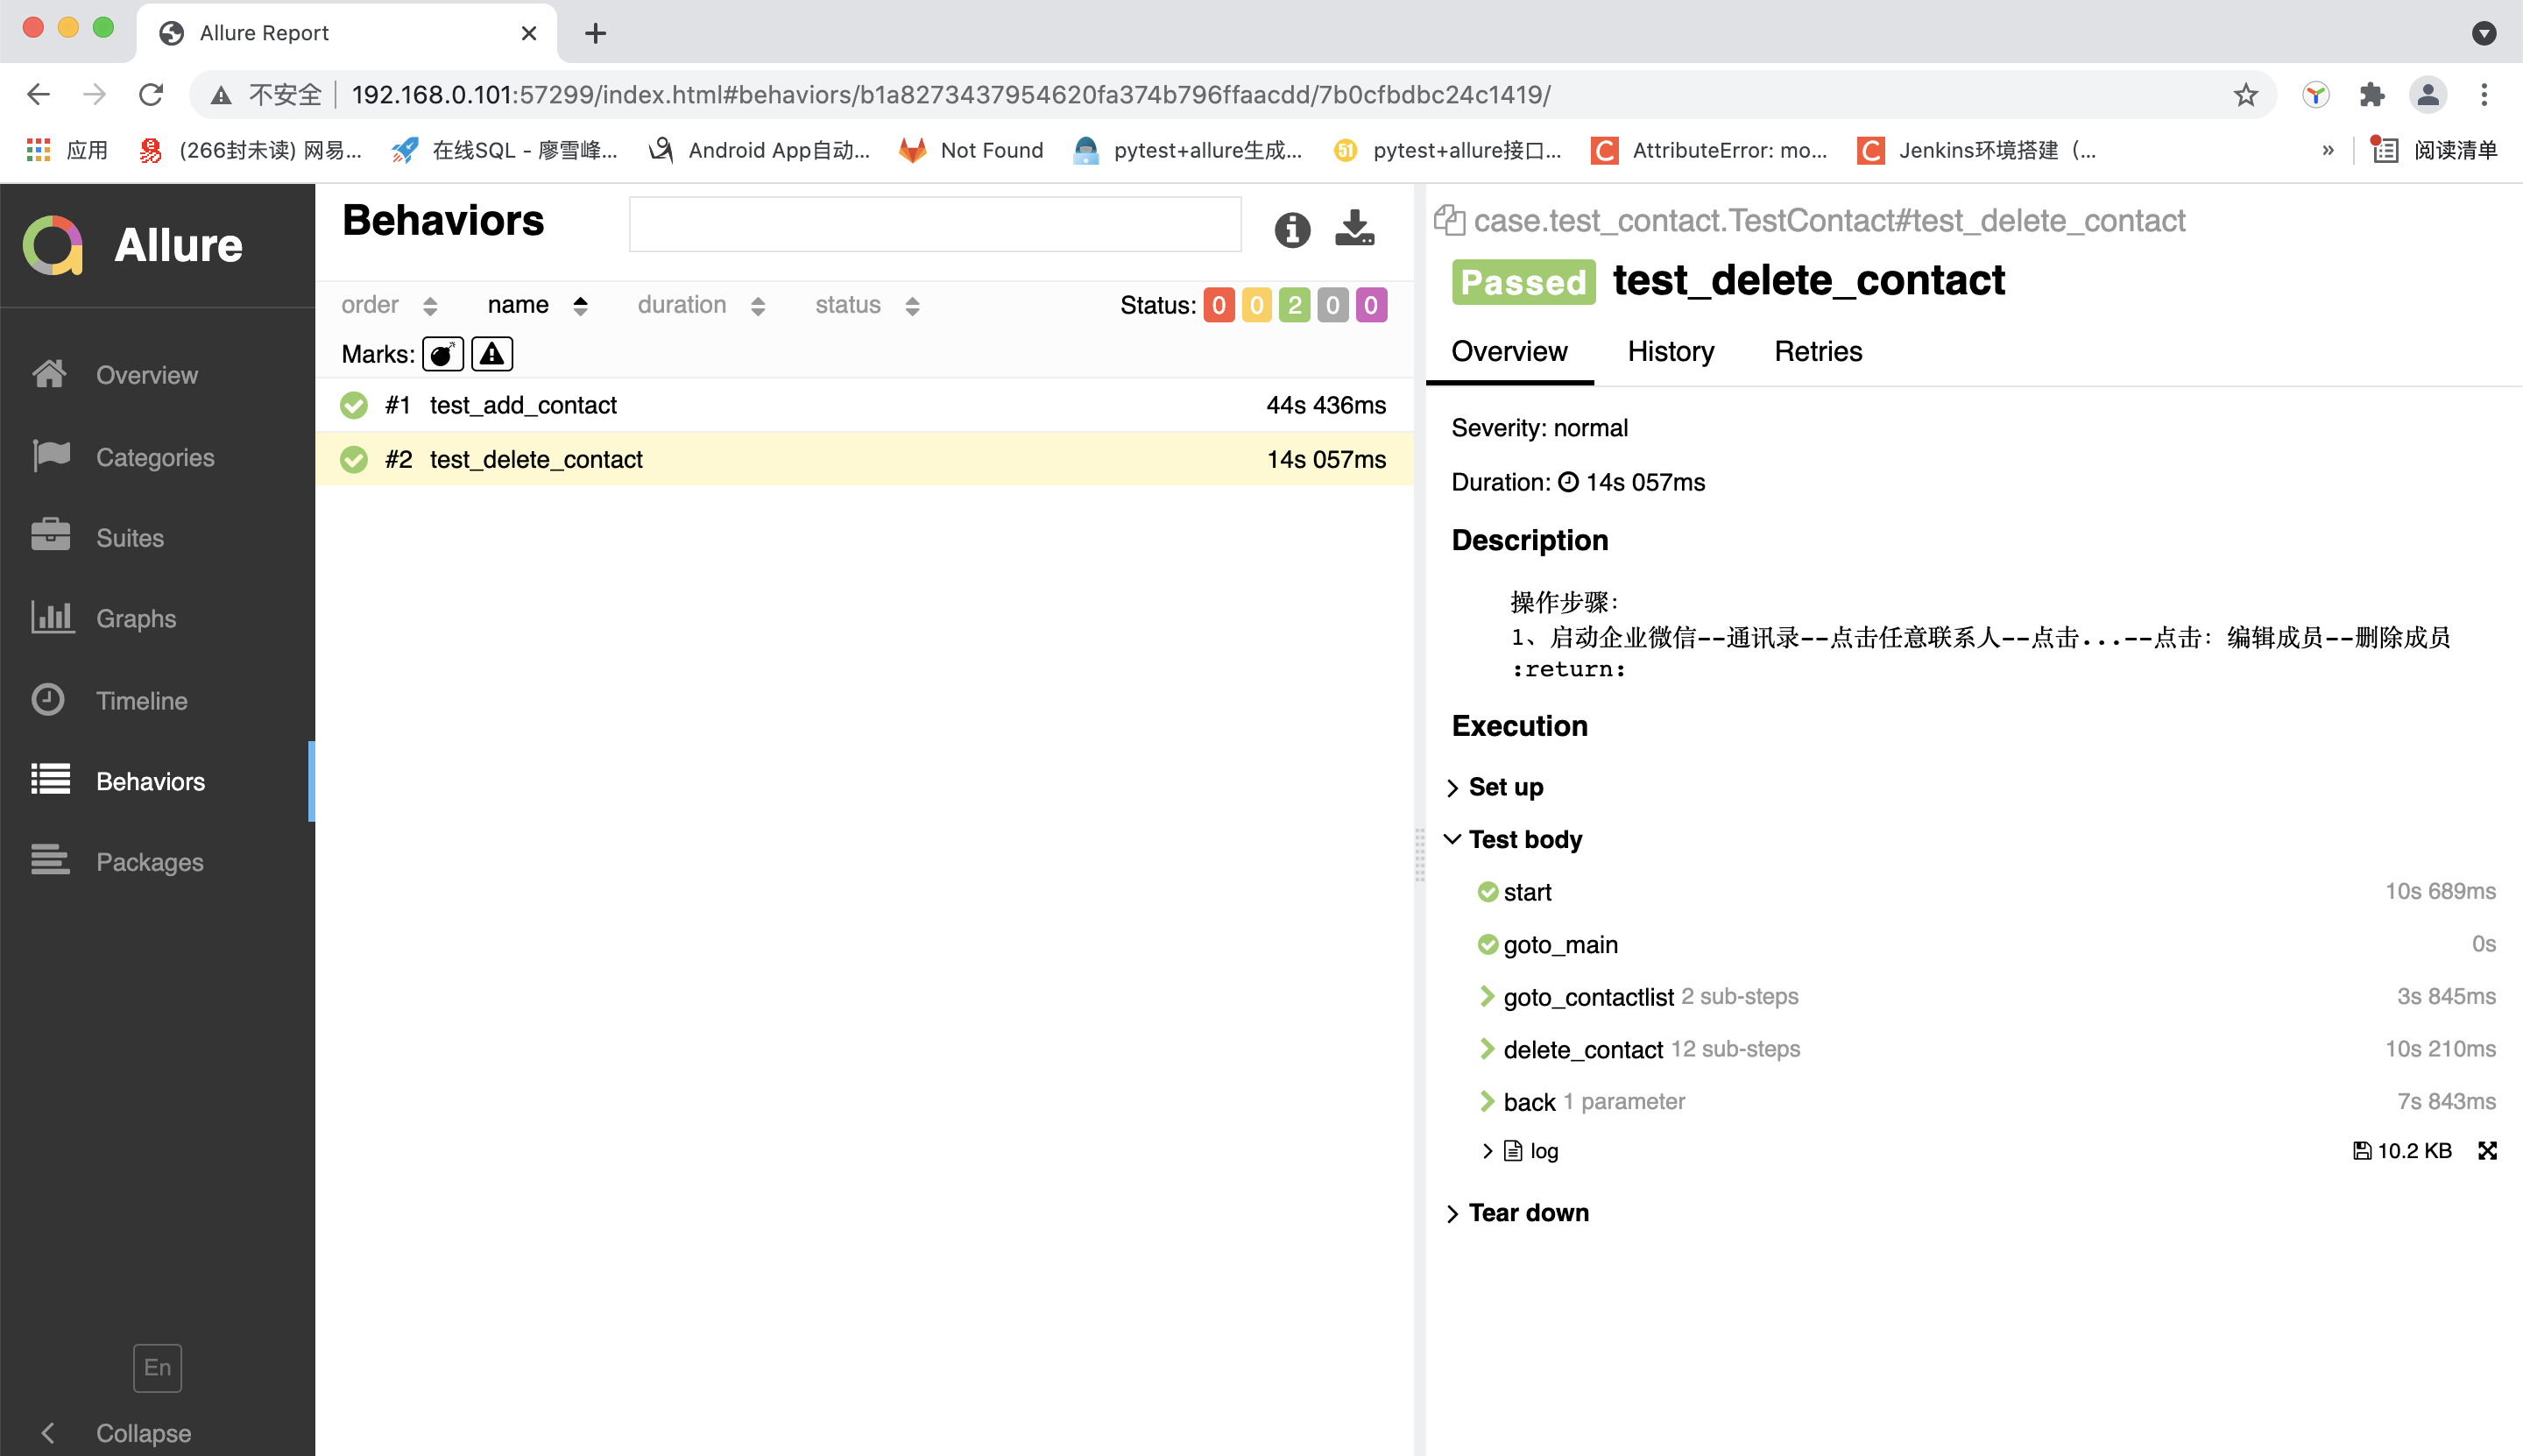 Allure Report
不安全 192.168.0.101:57299/index.html#behaviors/b1a8273437954620fa374b796ffaacdd/7b0cfbdbc24c1419/
应用 (266封未读) 网易... 在线SQL - 廖雪峰... Android App自动... Not Found pytest+allure生成... 51 pytest+allure接口... C AttributeError: mo... C Jenkins环境搭建（... » 阅读清单
Allure
Overview
Categories
Suites
Graphs
Timeline
Behaviors
Packages
En
Collapse
Behaviors
order name duration status Status: 0 0 2 0 0
Marks:
#1 test_add_contact 44s 436ms
#2 test_delete_contact 14s 057ms
case.test_contact.TestContact#test_delete_contact
Passed test_delete_contact
Overview History Retries
Severity: normal
Duration: 14s 057ms
Description
操作步骤：
1、启动企业微信--通讯录--点击任意联系人--点击...--点击：编辑成员--删除成员
:return:
Execution
Set up
Test body
start 10s 689ms
goto_main 0s
goto_contactlist 2 sub-steps 3s 845ms
delete_contact 12 sub-steps 10s 210ms
back 1 parameter 7s 843ms
log 10.2 KB
Tear down